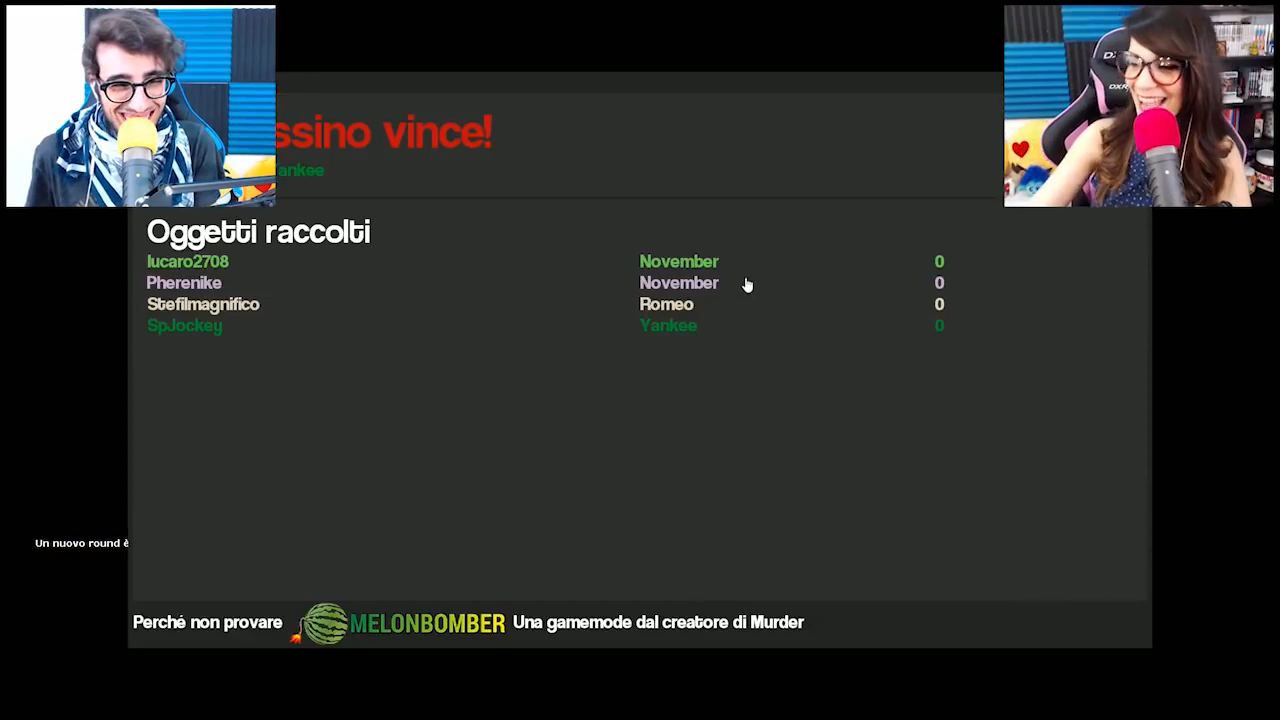 ssino vince!
ankee
Oggetti raccolti
lucaro2708 November 0
Pherenike November 0
Stefilmagnifico Romeo 0
SpJockey Yankee 0
Un nuovo round è
Perché non provare MELONBOMBER Una gamemode dal creatore di Murder